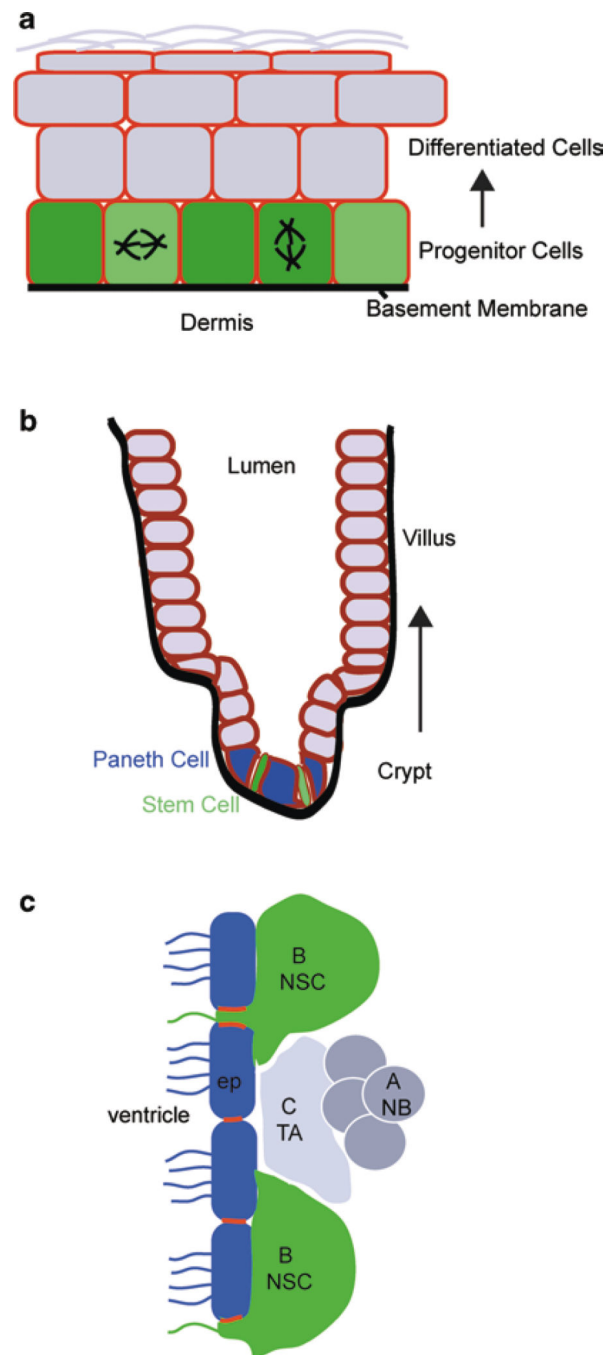 a
Differentiated Cells
Progenitor Cells
Basement Membrane
Dermis
b
Lumen
Villus
Paneth Cell
Crypt
Stem Cell
c
B
NSC
ep
A
NB
C
TA
ventricle
B
NSC